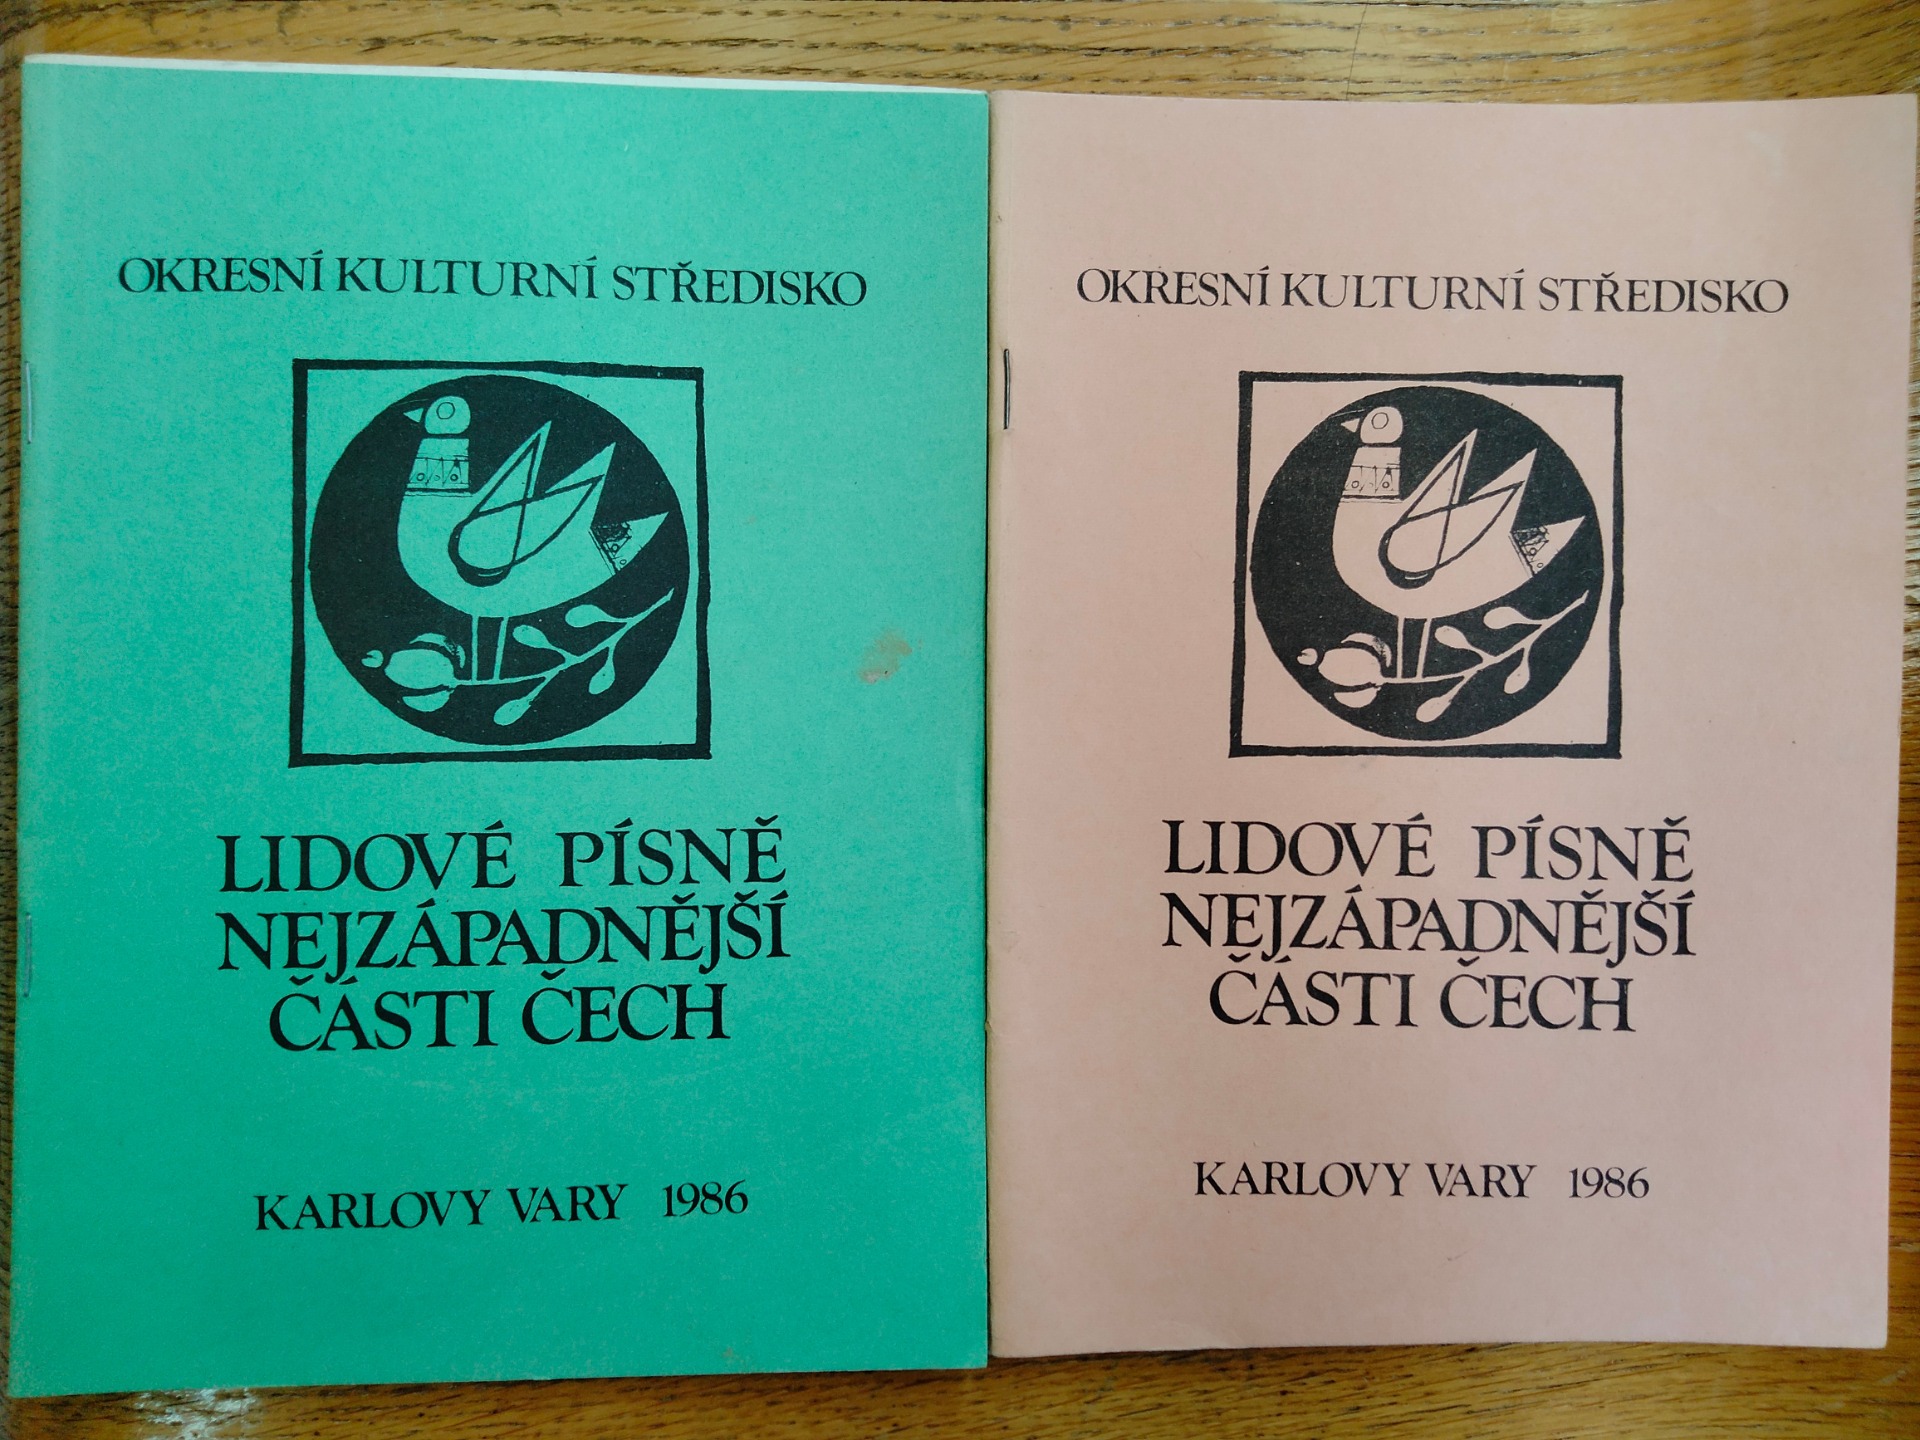 OKRESNÍ KULTURNÍ STŘEDISKO
LIDOVÉ PÍSNĚ
NEJZÁPADNĚJŠÍ
ČÁSTI ČECH
KARLOVY VARY 1986
OKRESNÍ KULTURNÍ STŘEDISKO
LIDOVÉ PÍSNĚ
NEJZÁPADNĚJŠÍ
ČÁSTI ČECH
KARLOVY VARY 1986